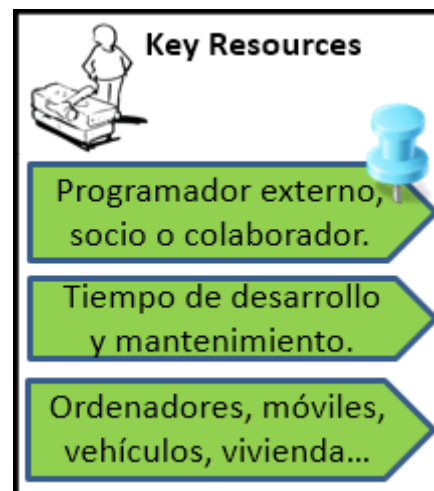 Key Resources
Programador externo,
socio o colaborador.
Tiempo de desarrollo
y mantenimiento.
Ordenadores, móviles,
vehículos, vivienda...